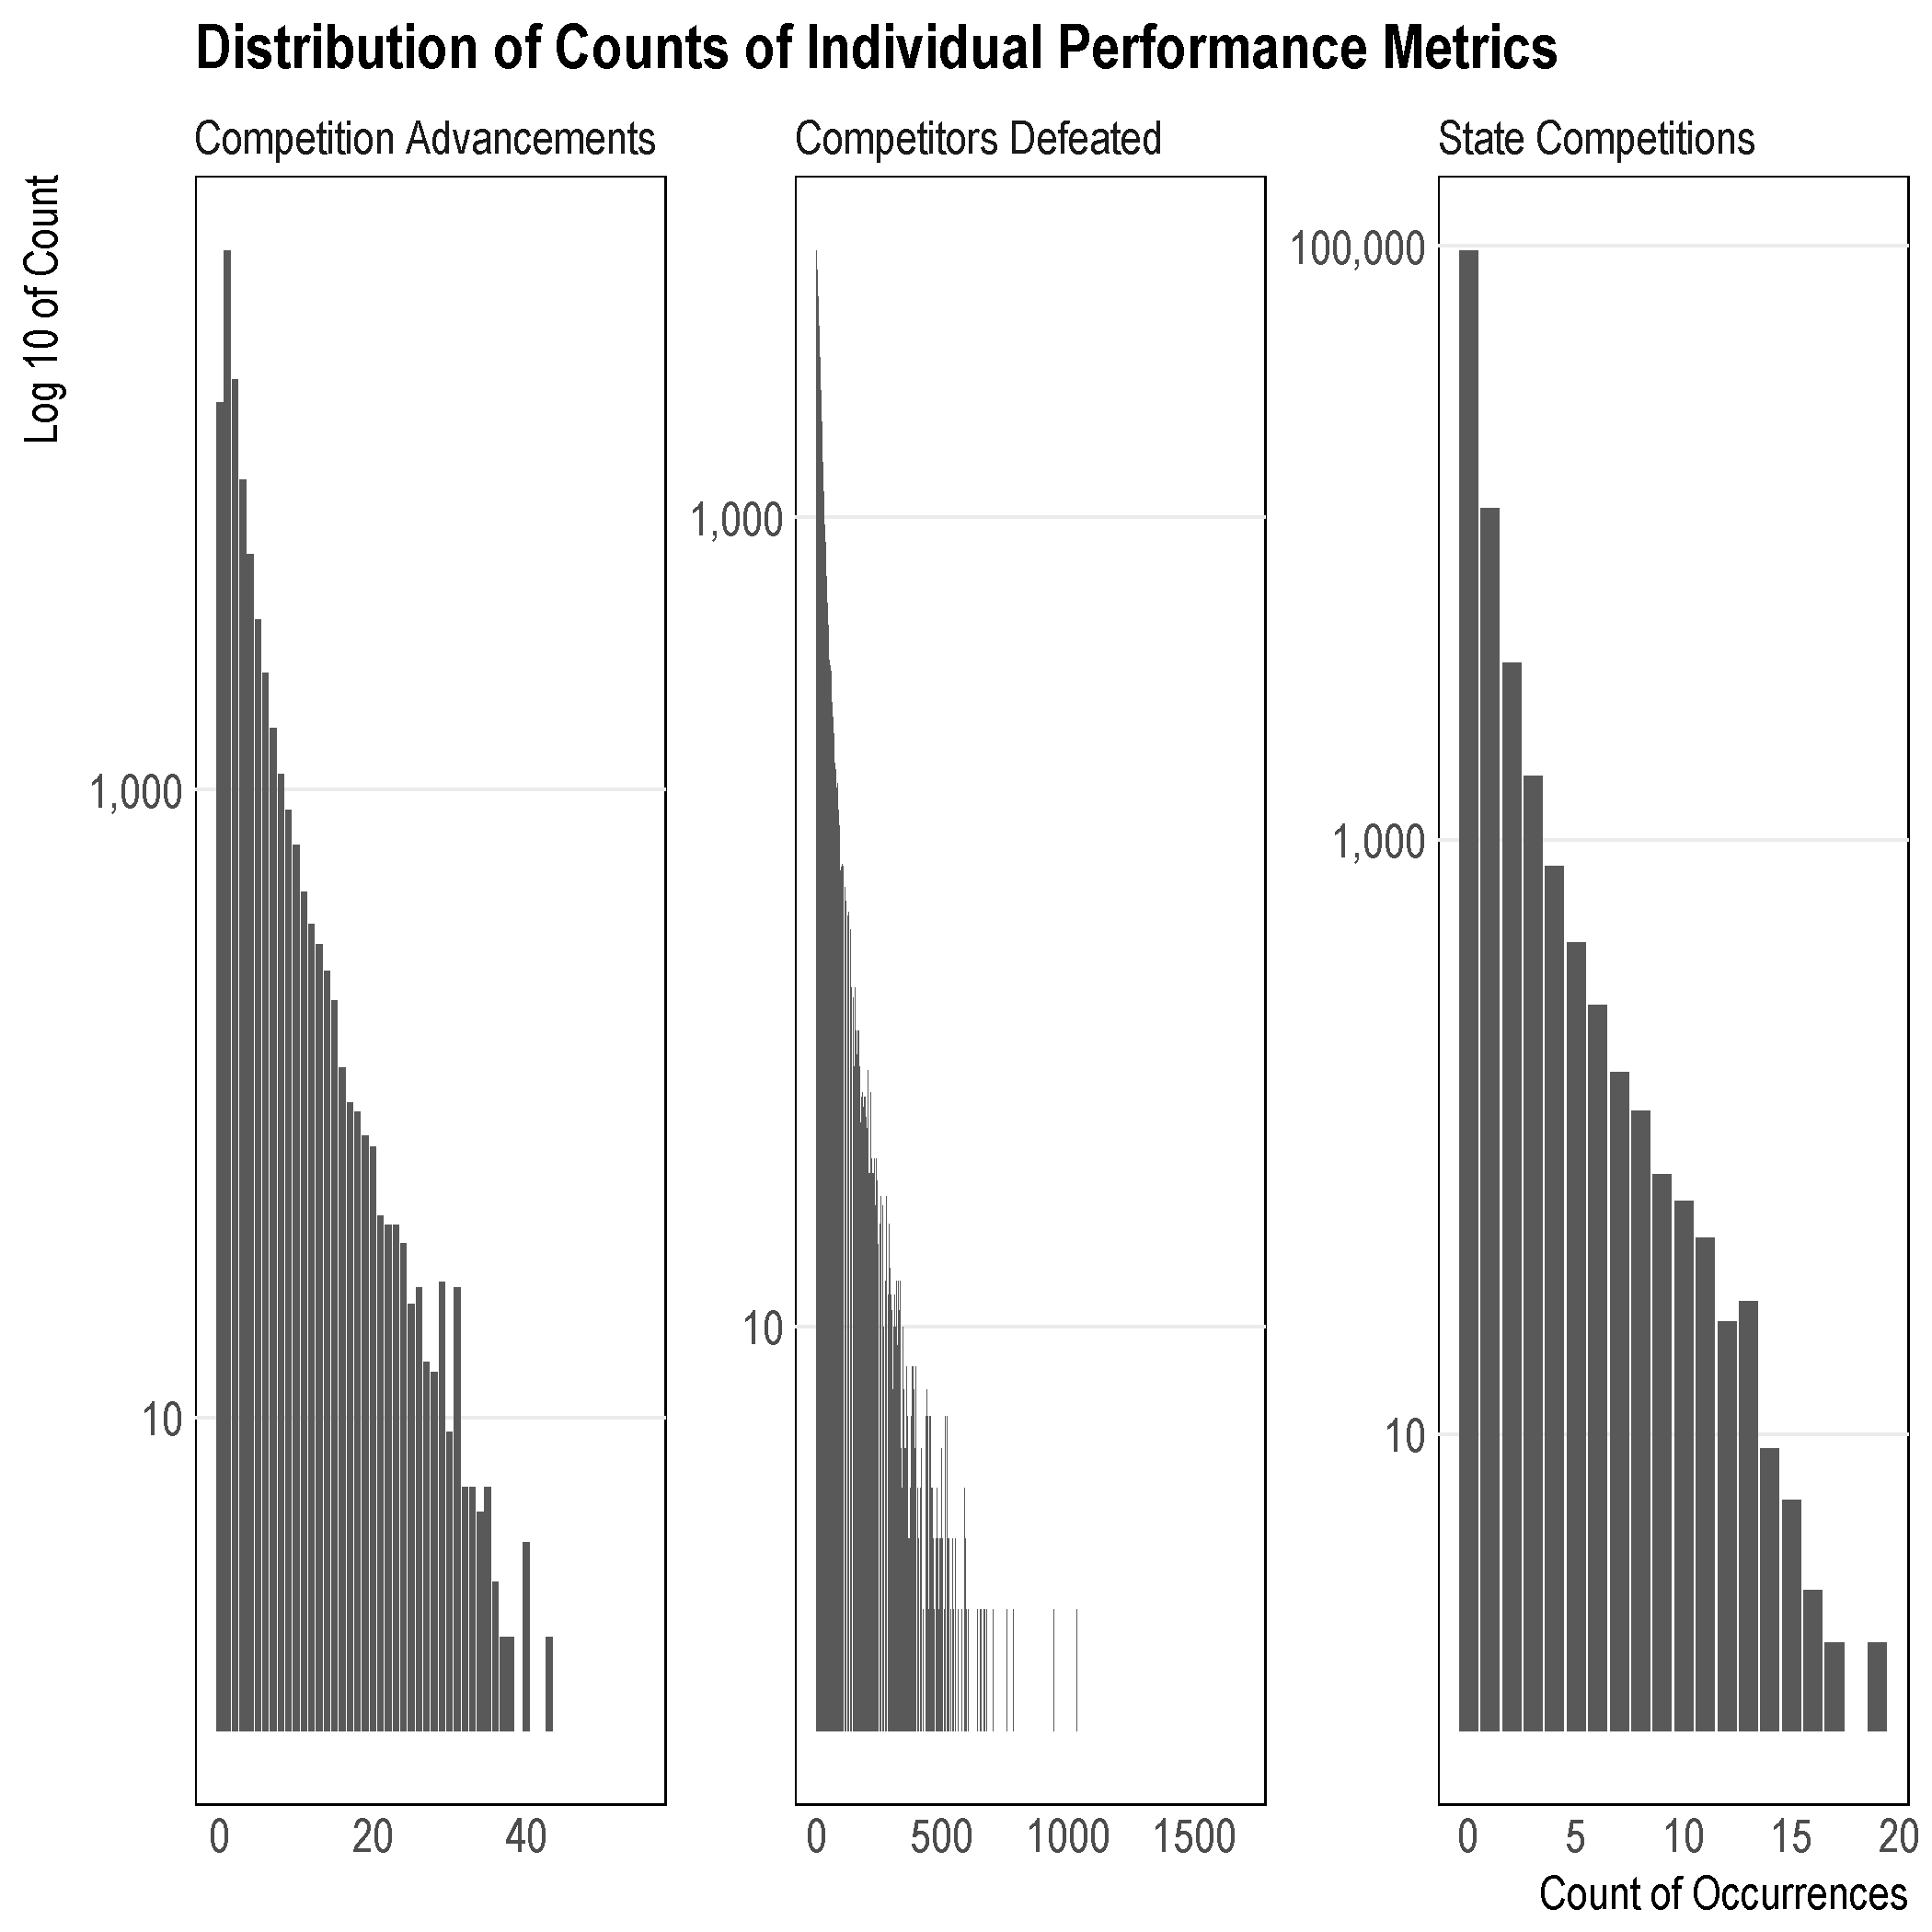 Distribution of Counts of Individual Performance Metrics
Competition Advancements
Competitors Defeated
State Competitions
Log 10 of Count
1,000
10
0 20 40
1,000
10
0 500 1000 1500
100,000
1,000
10
0 5 10 15 20
Count of Occurrences